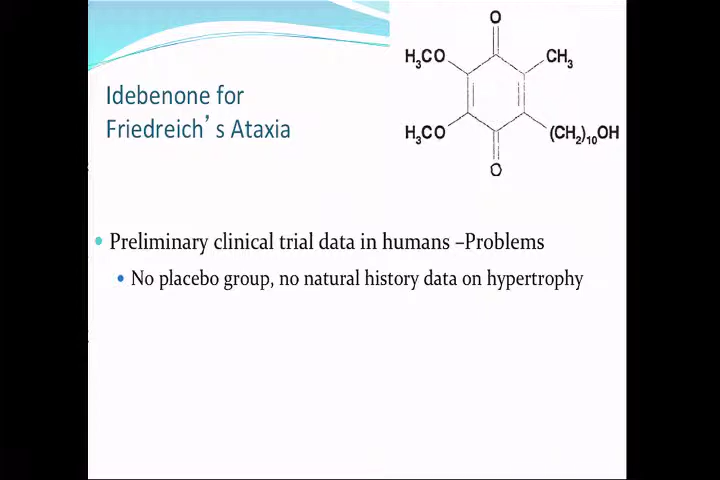 Idebenone for
Friedreich's Ataxia
O
H3CO
CH3
H3CO
(CH2)10OH
O
• Preliminary clinical trial data in humans –Problems
• No placebo group, no natural history data on hypertrophy